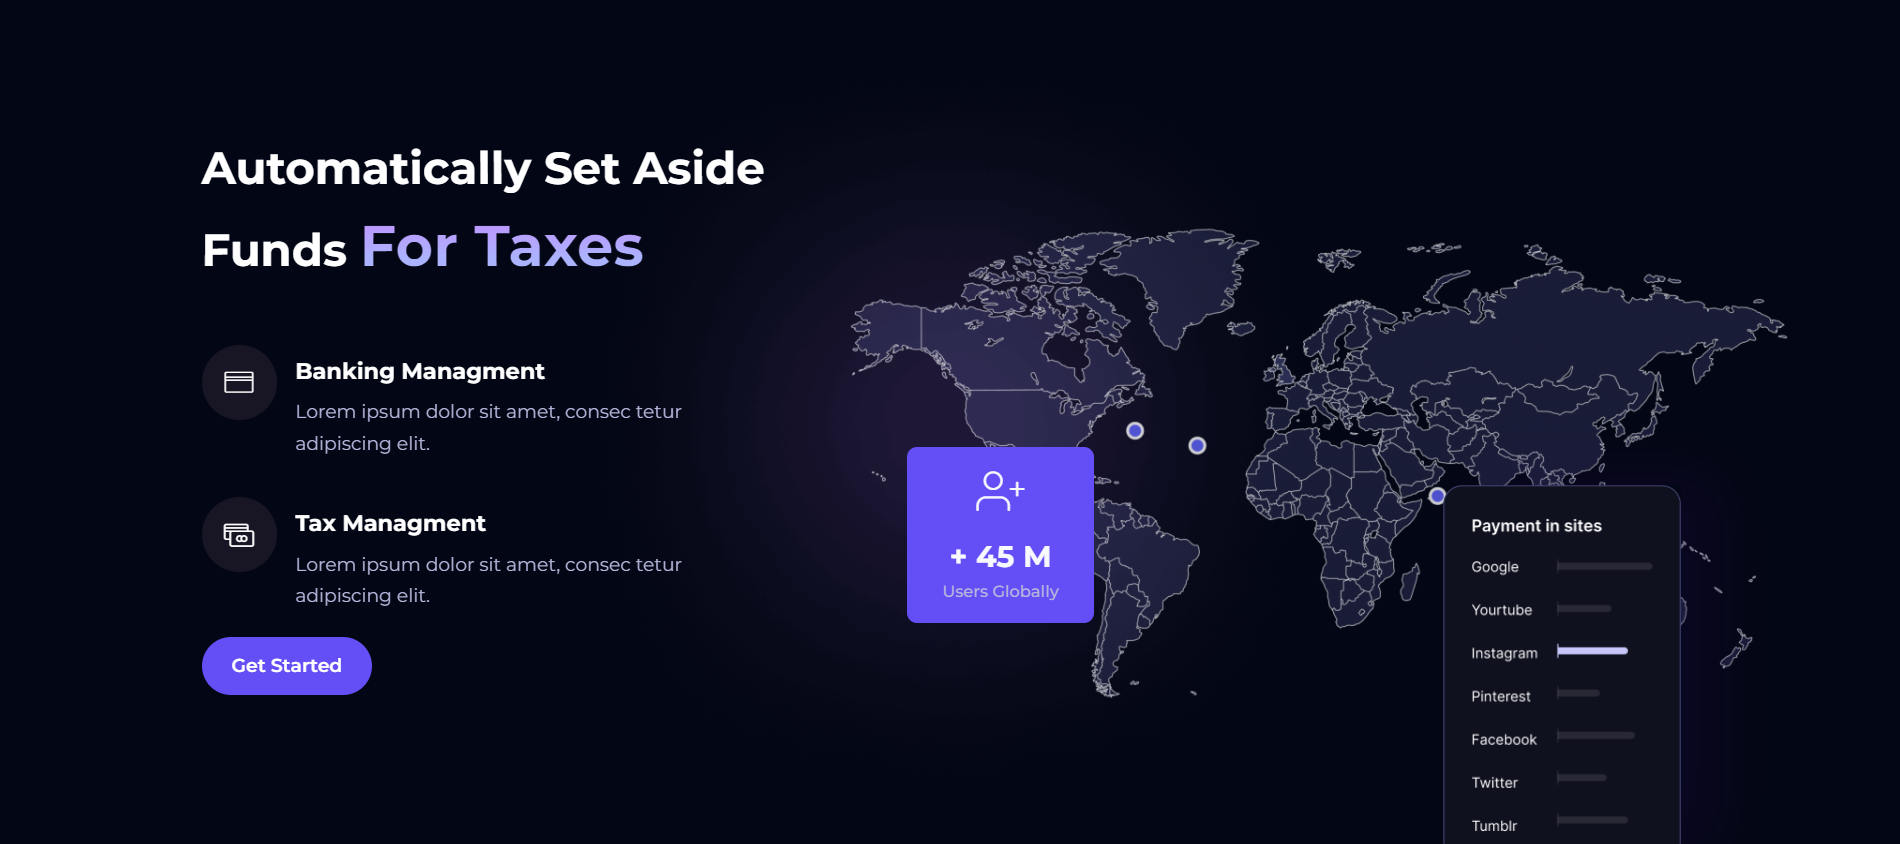 Automatically Set Aside
Funds For Taxes
Banking Managment
Lorem ipsum dolor sit amet, consec tetur
adipiscing elit.
Tax Managment
Lorem ipsum dolor sit amet, consec tetur
adipiscing elit.
Get Started
+ 45 M
Users Globally
Payment in sites
Google
Yourtube
Instagram
Pinterest
Facebook
Twitter
Tumblr